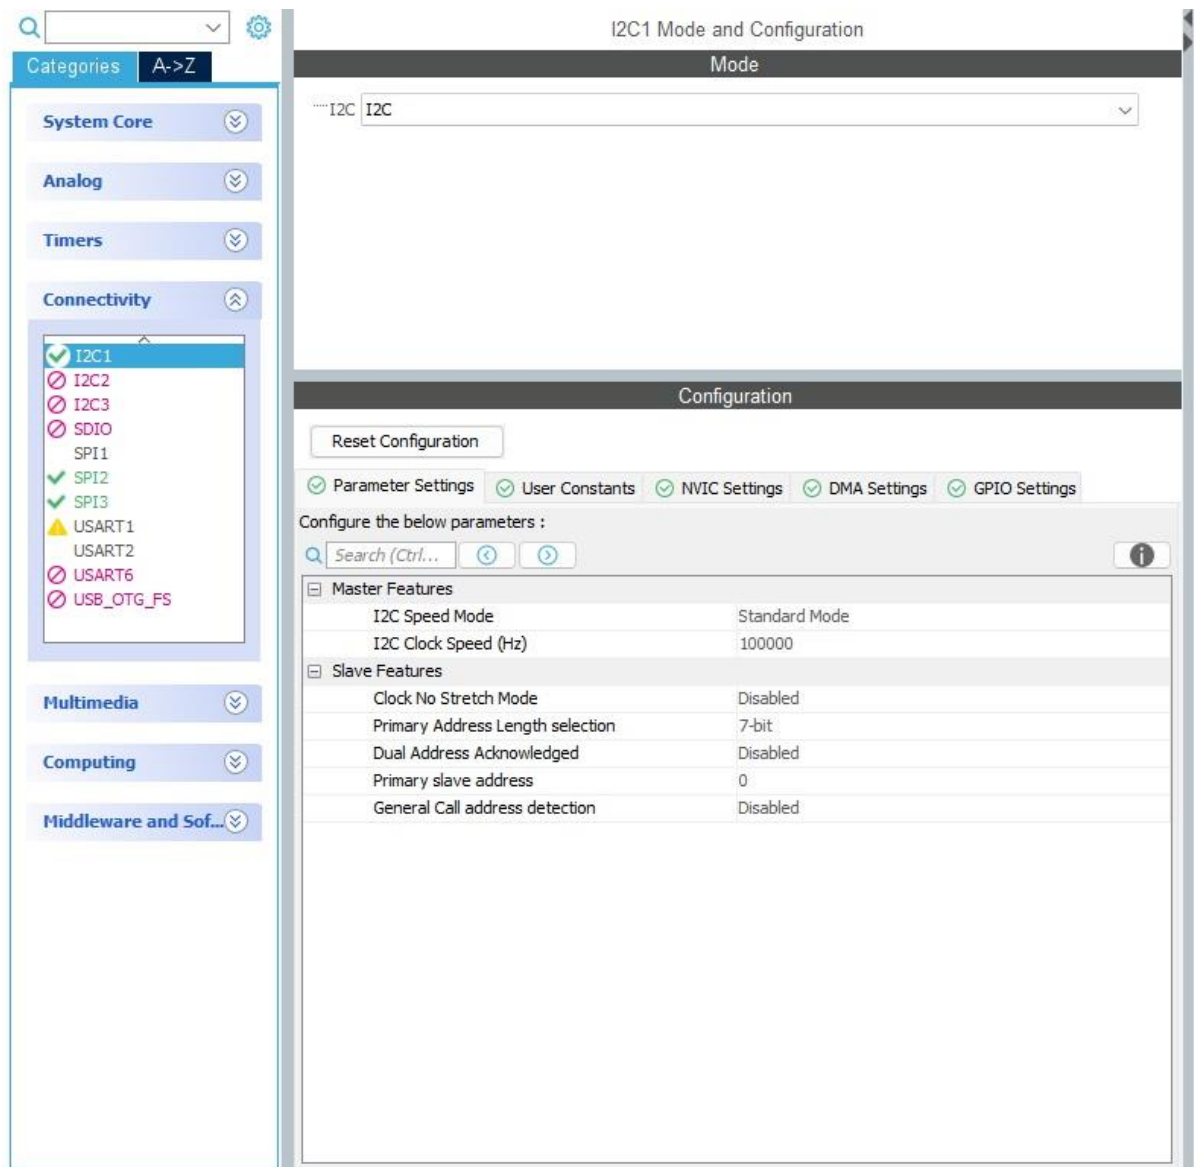 Categories A->Z
System Core
Analog
Timers
Connectivity
I2C1
I2C2
I2C3
SDIO
SPI1
SPI2
SPI3
USART1
USART2
USART6
USB_OTG_FS
Multimedia
Computing
Middleware and Sof...
I2C1 Mode and Configuration
Mode
I2C I2C
Configuration
Reset Configuration
Parameter Settings User Constants NVIC Settings DMA Settings GPIO Settings
Configure the below parameters :
Search (Ctrl...
Master Features
I2C Speed Mode Standard Mode
I2C Clock Speed (Hz) 100000
Slave Features
Clock No Stretch Mode Disabled
Primary Address Length selection 7-bit
Dual Address Acknowledged Disabled
Primary slave address 0
General Call address detection Disabled